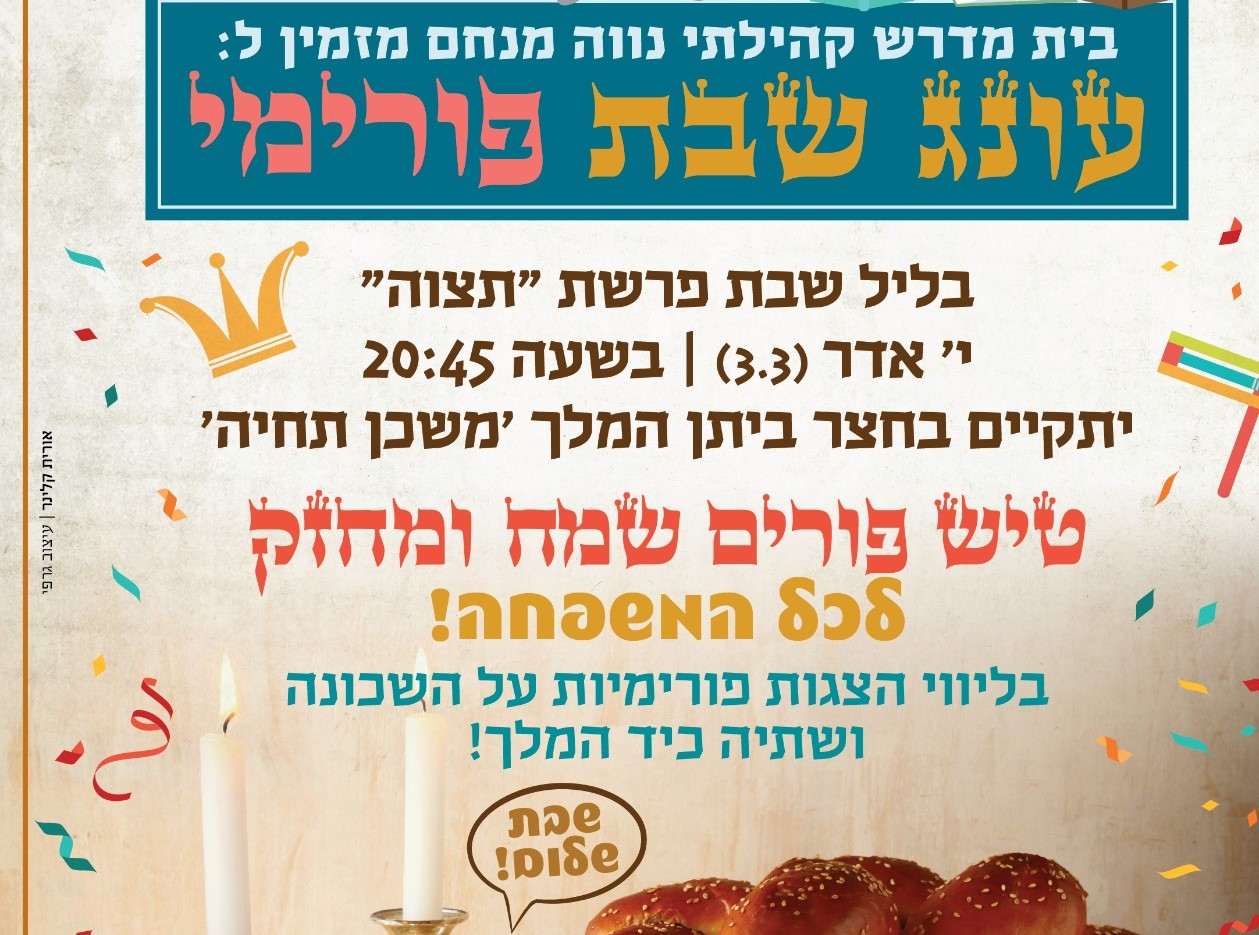 בית מדרש קהילתי נווה מנחם מזמין ל:
עונג שבת פורימי
בליל שבת פרשת "תצוה"
י' אדר (3.3) | בשעה 20:45
יתקיים בחצר ביתן המלך 'משכן תחיה'
טיש פורים שמח ומחזק
לכל המשפחה!
בליווי הצגות פורימיות על השכונה
ושתיה כיד המלך!
שבת
שלום!
אורית קלינר | עיצוב גרפי